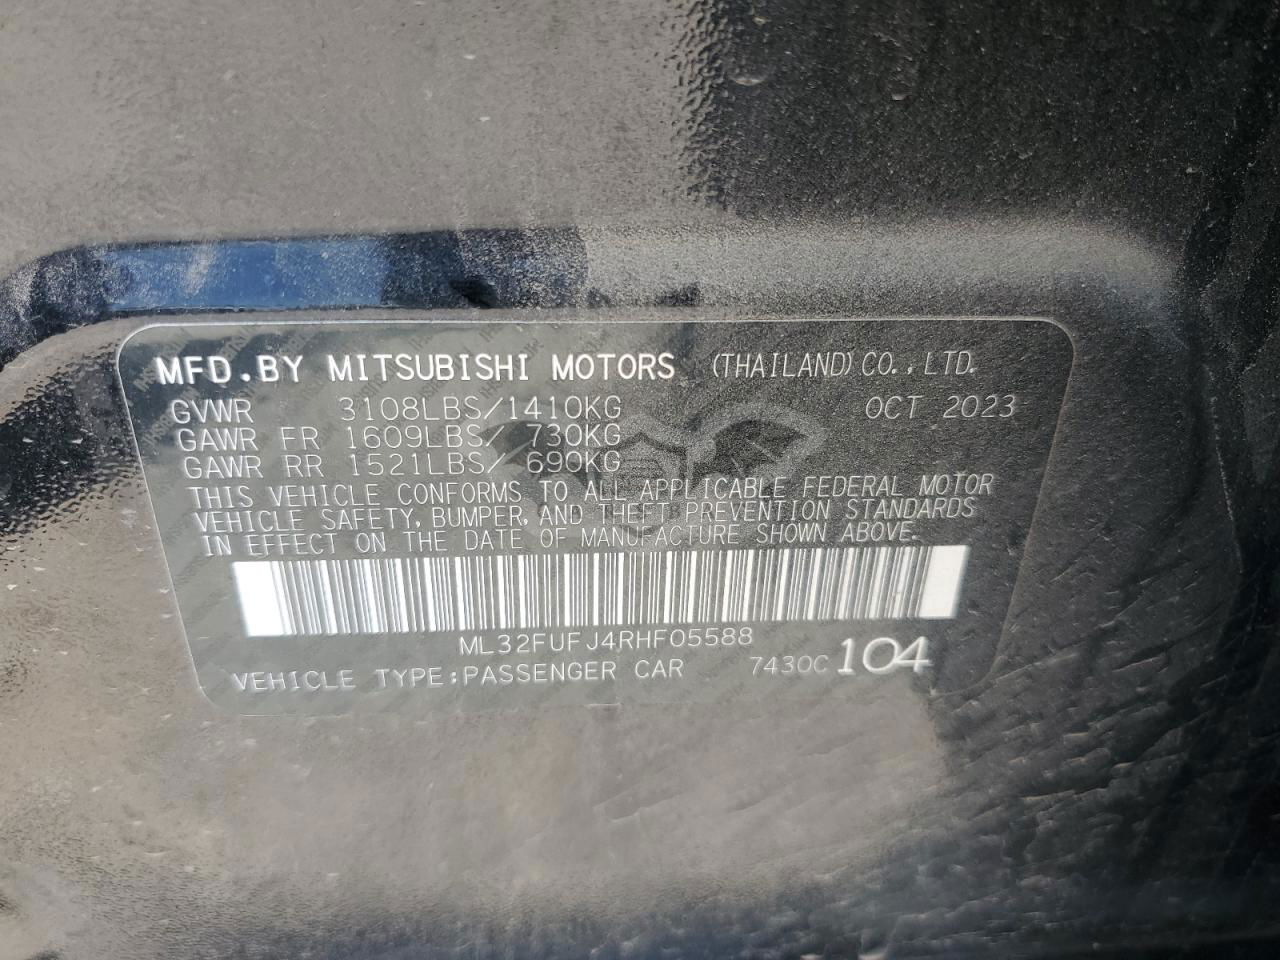 MFD.BY MITSUBISHI MOTORS (THAILAND) CO., LTD.
GVWR 3108LBS/1410KG OCT 2023
GAWR FR 1609LBS/ 730KG
GAWR RR 1521LBS/ 690KG
THIS VEHICLE CONFORMS TO ALL APPLICABLE FEDERAL MOTOR
VEHICLE SAFETY, BUMPER, AND THEFT PREVENTION STANDARDS
IN EFFECT ON THE DATE OF MANUFACTURE SHOWN ABOVE.
ML32FUFJ4RHF05588
VEHICLE TYPE:PASSENGER CAR 7430C 104